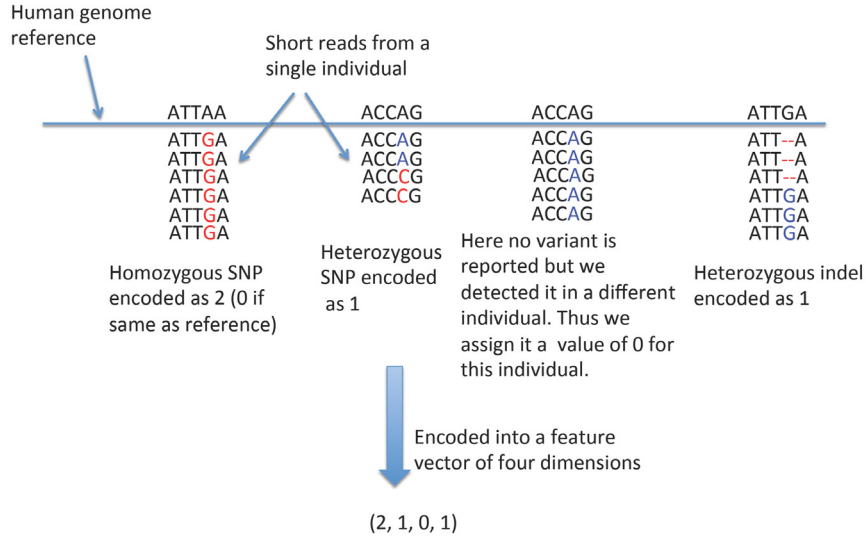 Human genome
reference
Short reads from a
single individual
ATTAA
ATTGA
ATTGA
ATTGA
ATTGA
ATTGA
ATTGA
Homozygous SNP
encoded as 2 (0 if
same as reference)
ACCAG
ACCAG
ACCAG
ACCCG
ACCCG
Heterozygous
SNP encoded
as 1
ACCAG
ACCAG
ACCAG
ACCAG
ACCAG
ACCAG
Here no variant is
reported but we
detected it in a different
individual. Thus we
assign it a value of 0 for
this individual.
ATTGA
ATT--A
ATT--A
ATT--A
ATTGA
ATTGA
ATTGA
Heterozygous indel
encoded as 1
Encoded into a feature
vector of four dimensions
(2, 1, 0, 1)